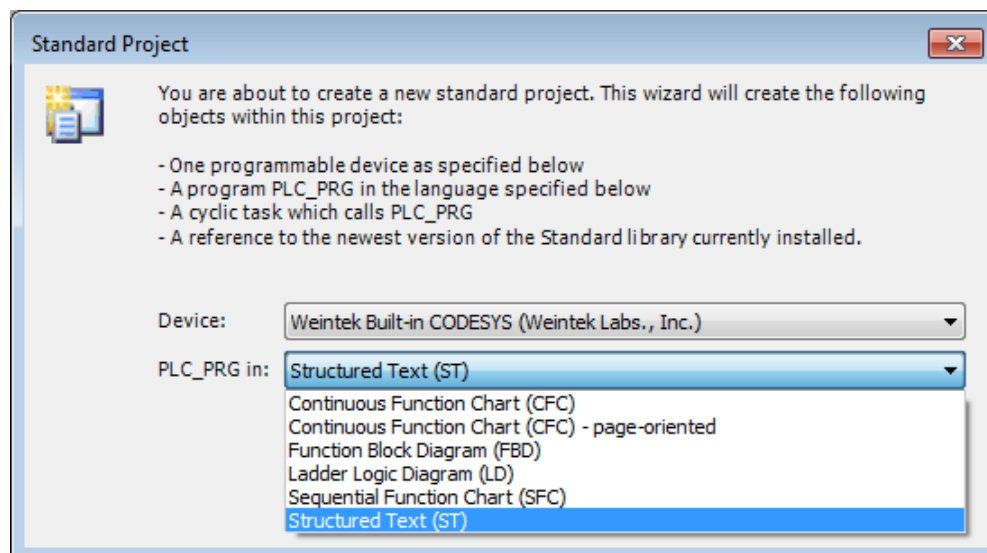 Standard Project
You are about to create a new standard project. This wizard will create the following
objects within this project:
- One programmable device as specified below
- A program PLC_PRG in the language specified below
- A cyclic task which calls PLC_PRG
- A reference to the newest version of the Standard library currently installed.
Device: Weintek Built-in CODESYS (Weintek Labs., Inc.)
PLC_PRG in: Structured Text (ST)
Continuous Function Chart (CFC)
Continuous Function Chart (CFC) - page-oriented
Function Block Diagram (FBD)
Ladder Logic Diagram (LD)
Sequential Function Chart (SFC)
Structured Text (ST)